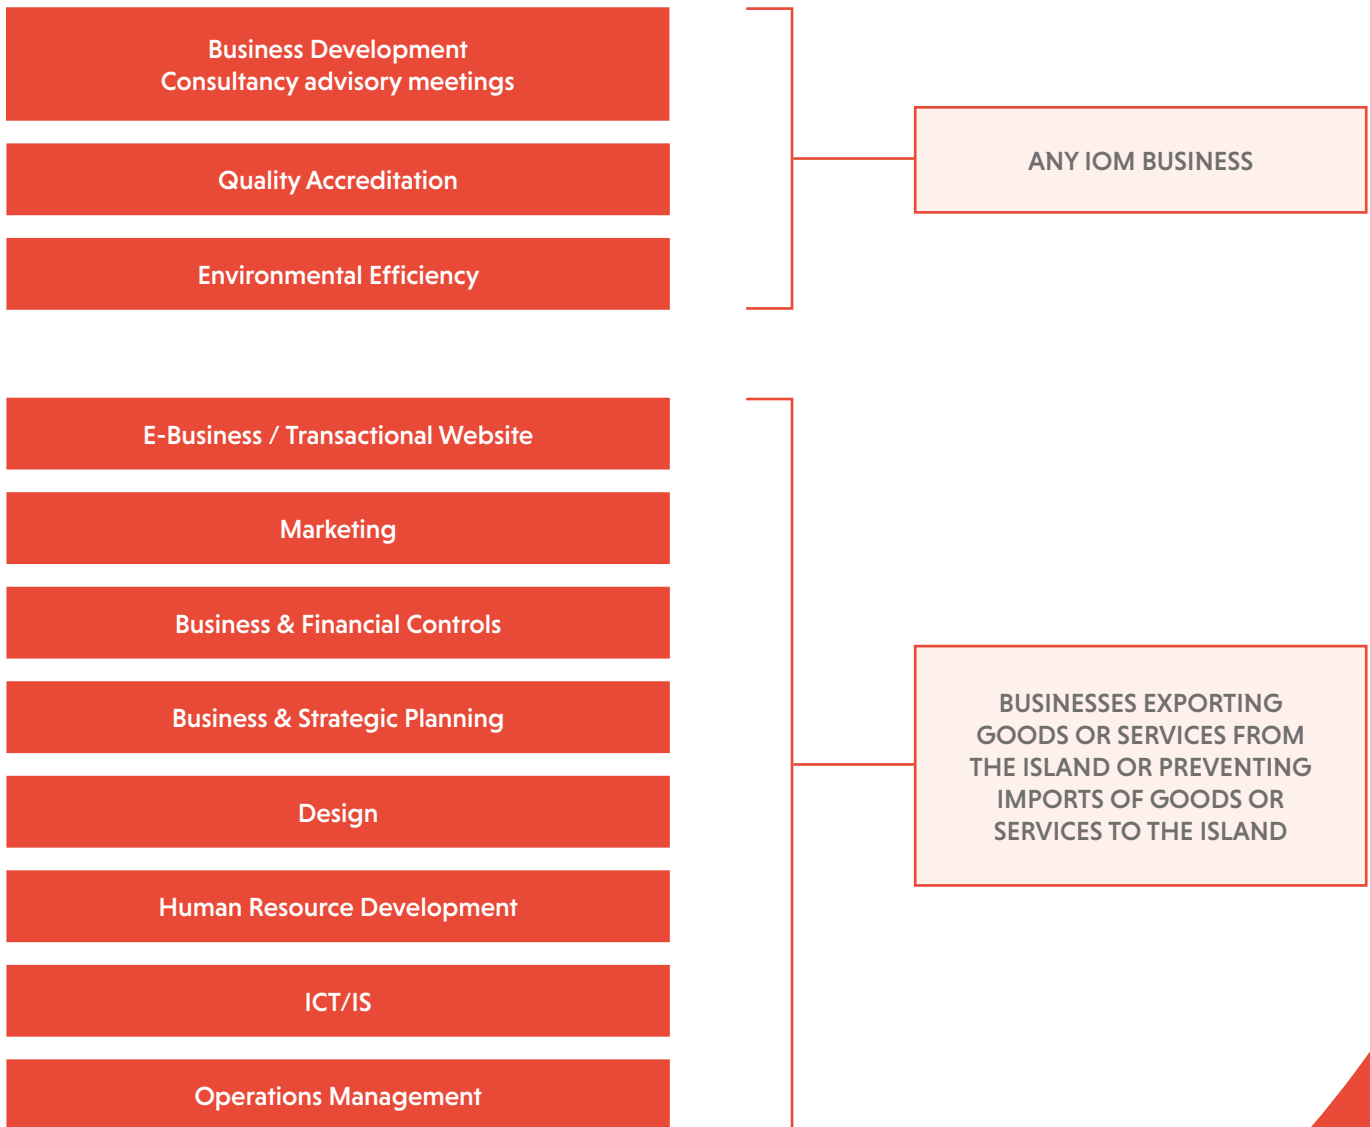 Business Development
Consultancy advisory meetings
Quality Accreditation
Environmental Efficiency
ANY IOM BUSINESS
E-Business / Transactional Website
Marketing
Business & Financial Controls
Business & Strategic Planning
Design
Human Resource Development
ICT/IS
Operations Management
BUSINESSES EXPORTING
GOODS OR SERVICES FROM
THE ISLAND OR PREVENTING
IMPORTS OF GOODS OR
SERVICES TO THE ISLAND